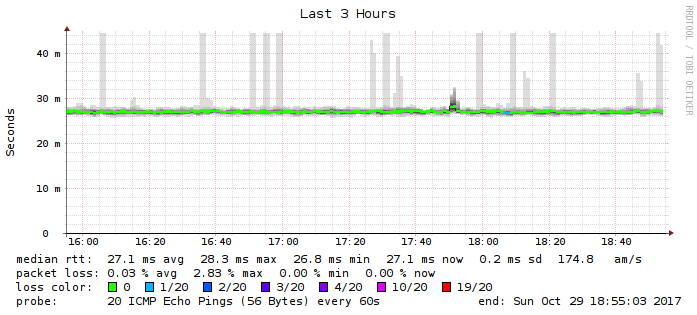 Last 3 Hours
RRDTOOL / TOBI OETIKER
Seconds
40 m
30 m
20 m
10 m
0
16:00 16:20 16:40 17:00 17:20 17:40 18:00 18:20 18:40
median rtt: 27.1 ms avg 28.3 ms max 26.8 ms min 27.1 ms now 0.2 ms sd 174.8 am/s
packet loss: 0.03 % avg 2.83 % max 0.00 % min 0.00 % now
loss color: 0 1/20 2/20 3/20 4/20 10/20 19/20
probe: 20 ICMP Echo Pings (56 Bytes) every 60s end: Sun Oct 29 18:55:03 2017